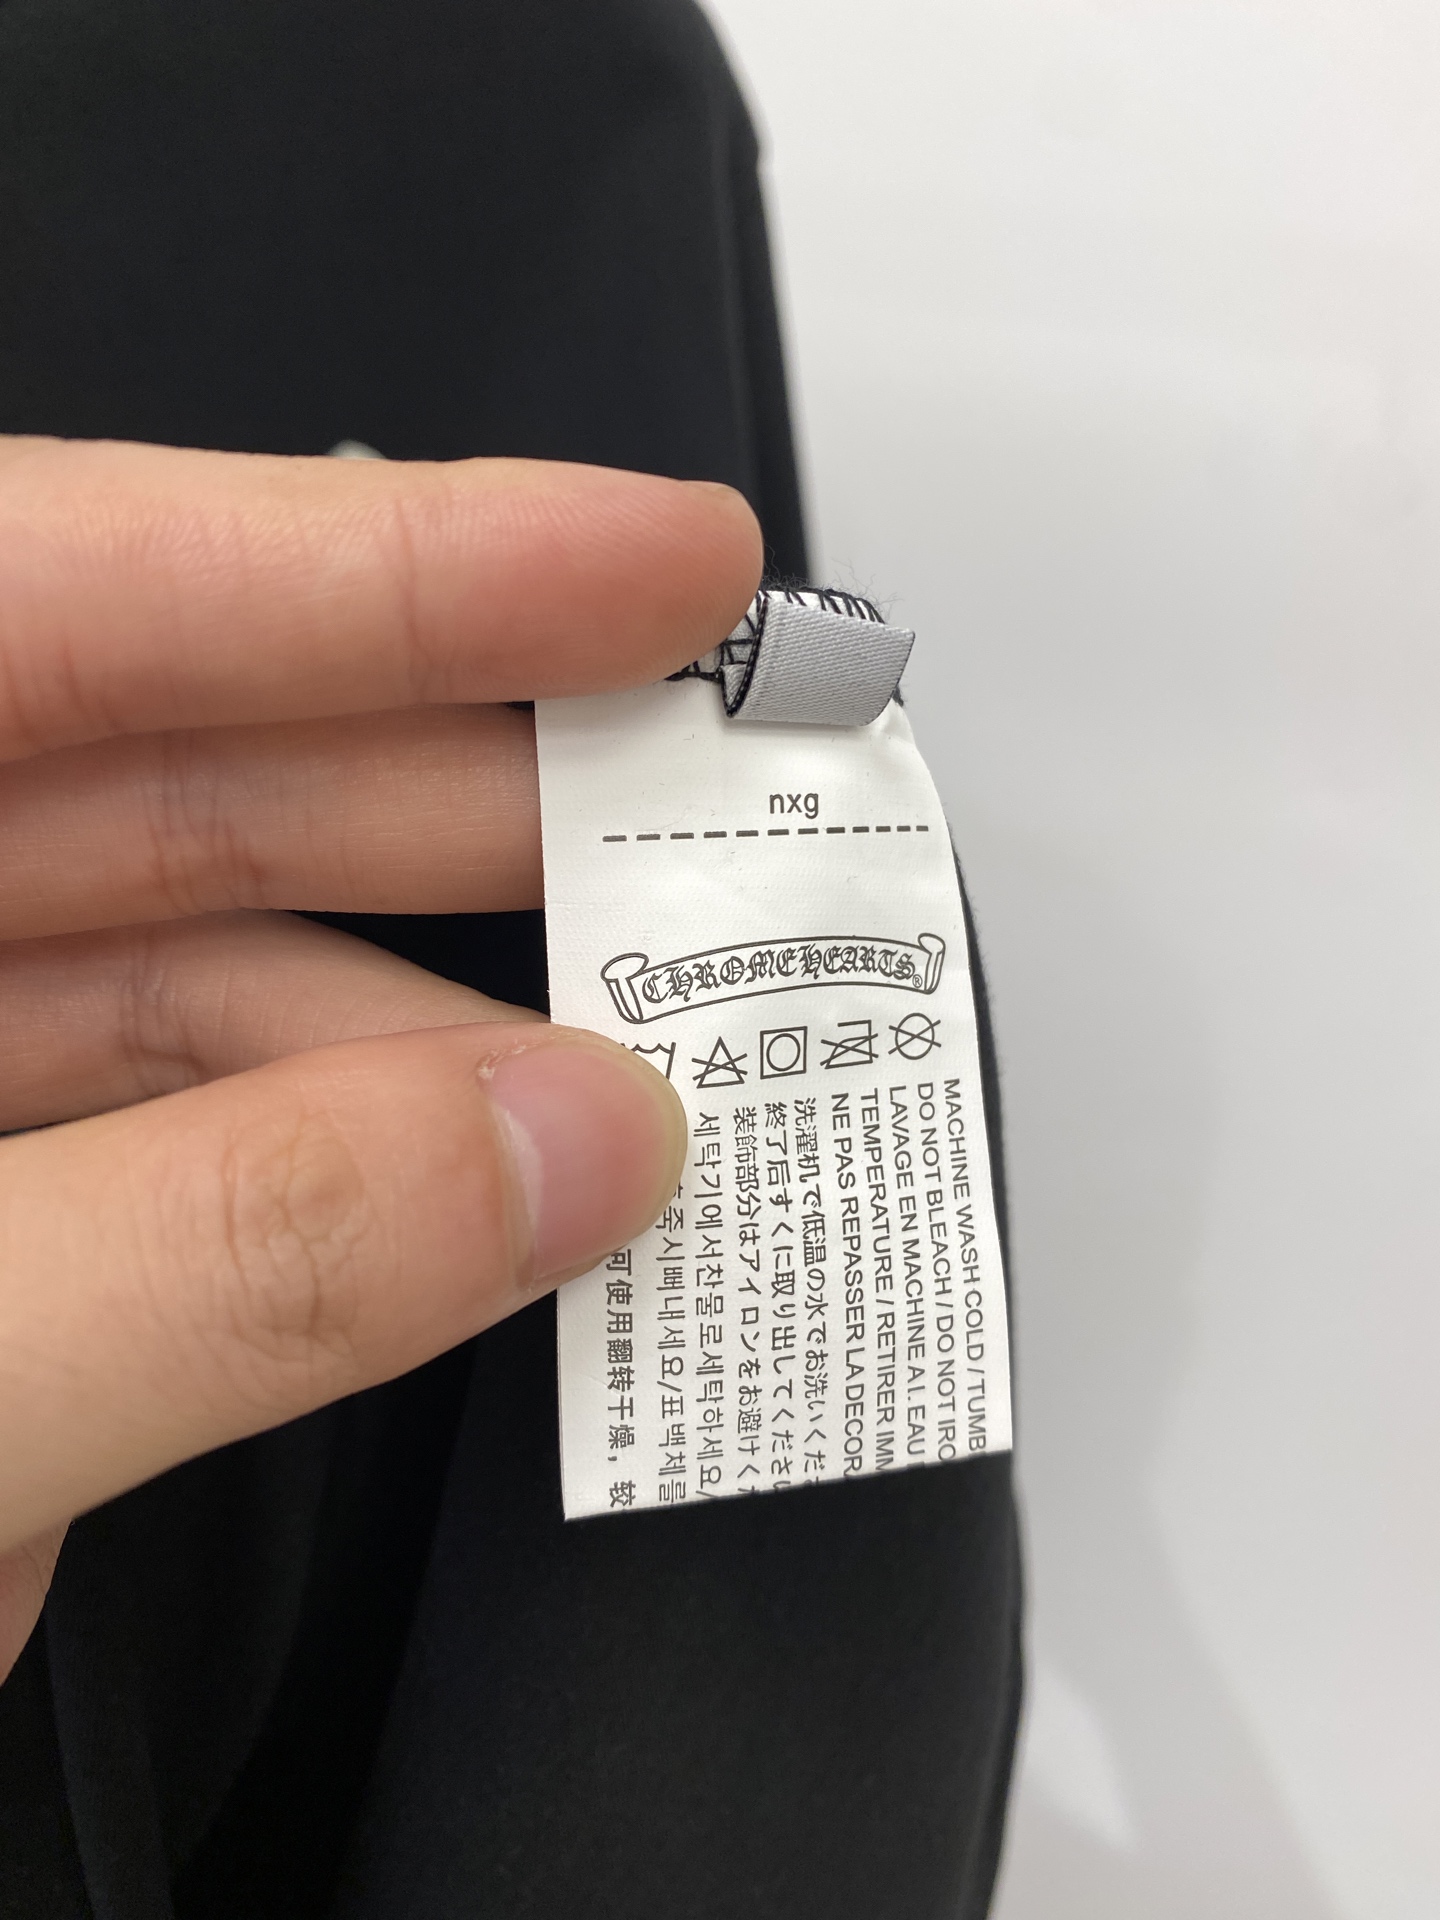 nxg
CHROME HEARTS®
MACHINE WASH COLD / TUMB
DO NOT BLEACH / DO NOT IRO
LAVAGE EN MACHINE A L EAU
TEMPERATURE / RETIRER IMM
NE PAS REPASSER LA DECOR
洗濯机で低温の水でお洗いくださ
終了后すくに取り出してくださ
装飾部分はアイロンをお避けくだ
세탁기에서찬물로세탁하세요/
즉시빼내세요/표백제를
可使用翻转干燥，较